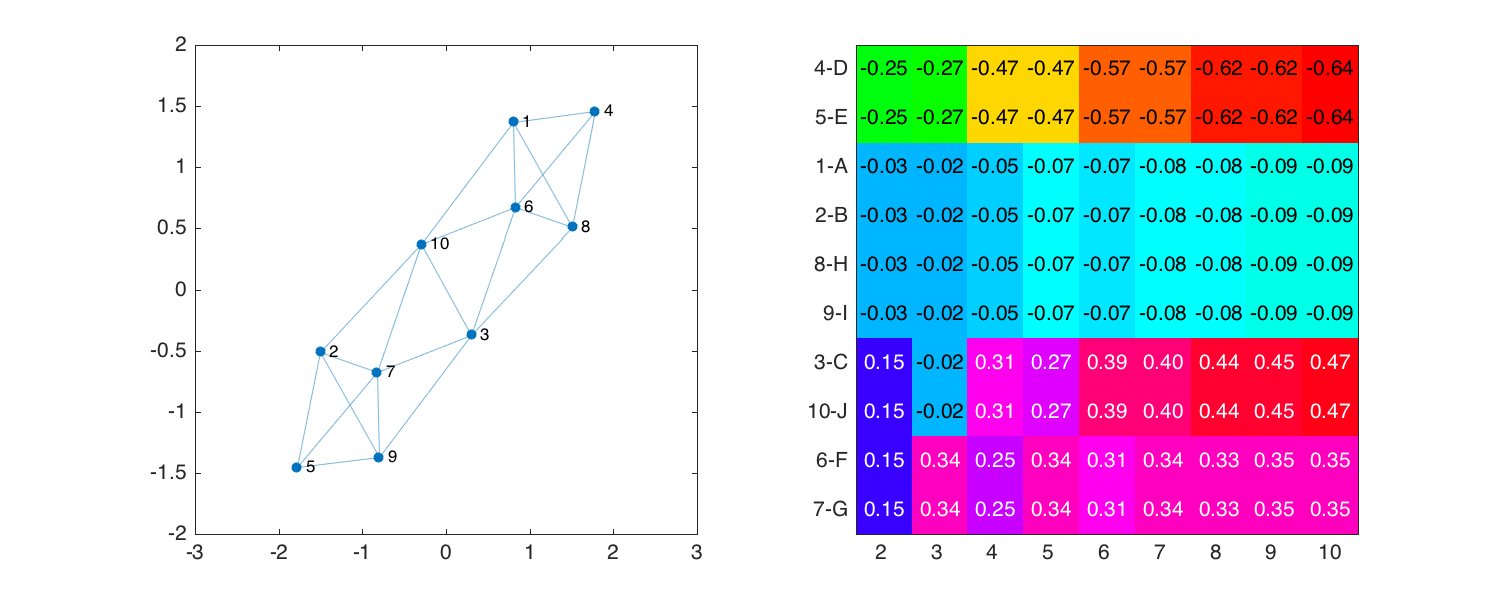 2
1.5
1
0.5
0
-0.5
-1
-1.5
-2
-3 -2 -1 0 1 2 3
4
1
6
8
10
3
2
7
9
5
4-D -0.25 -0.27 -0.47 -0.47 -0.57 -0.57 -0.62 -0.62 -0.64
5-E -0.25 -0.27 -0.47 -0.47 -0.57 -0.57 -0.62 -0.62 -0.64
1-A -0.03 -0.02 -0.05 -0.07 -0.07 -0.08 -0.08 -0.09 -0.09
2-B -0.03 -0.02 -0.05 -0.07 -0.07 -0.08 -0.08 -0.09 -0.09
8-H -0.03 -0.02 -0.05 -0.07 -0.07 -0.08 -0.08 -0.09 -0.09
9-I -0.03 -0.02 -0.05 -0.07 -0.07 -0.08 -0.08 -0.09 -0.09
3-C 0.15 -0.02 0.31 0.27 0.39 0.40 0.44 0.45 0.47
10-J 0.15 -0.02 0.31 0.27 0.39 0.40 0.44 0.45 0.47
6-F 0.15 0.34 0.25 0.34 0.31 0.34 0.33 0.35 0.35
7-G 0.15 0.34 0.25 0.34 0.31 0.34 0.33 0.35 0.35
2 3 4 5 6 7 8 9 10